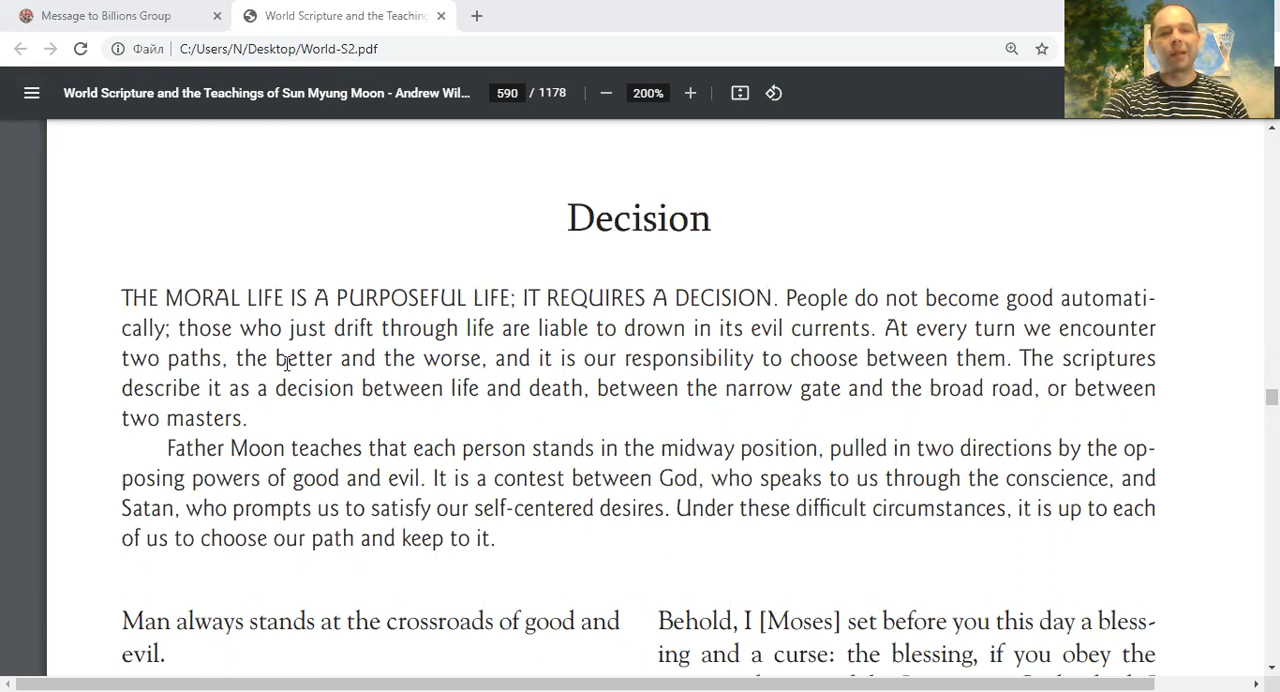 Message to Billions Group
World Scripture and the Teachin
Файл
C:/Users/N/Desktop/World-S2.pdf
World Scripture and the Teachings of Sun Myung Moon - Andrew Wil...
590 / 1178
200%
Decision
THE MORAL LIFE IS A PURPOSEFUL LIFE; IT REQUIRES A DECISION. People do not become good automati-
cally; those who just drift through life are liable to drown in its evil currents. At every turn we encounter
two paths, the better and the worse, and it is our responsibility to choose between them. The scriptures
describe it as a decision between life and death, between the narrow gate and the broad road, or between
two masters.
Father Moon teaches that each person stands in the midway position, pulled in two directions by the op-
posing powers of good and evil. It is a contest between God, who speaks to us through the conscience, and
Satan, who prompts us to satisfy our self-centered desires. Under these difficult circumstances, it is up to each
of us to choose our path and keep to it.
Man always stands at the crossroads of good and
evil.
Behold, I [Moses] set before you this day a bless-
ing and a curse: the blessing, if you obey the